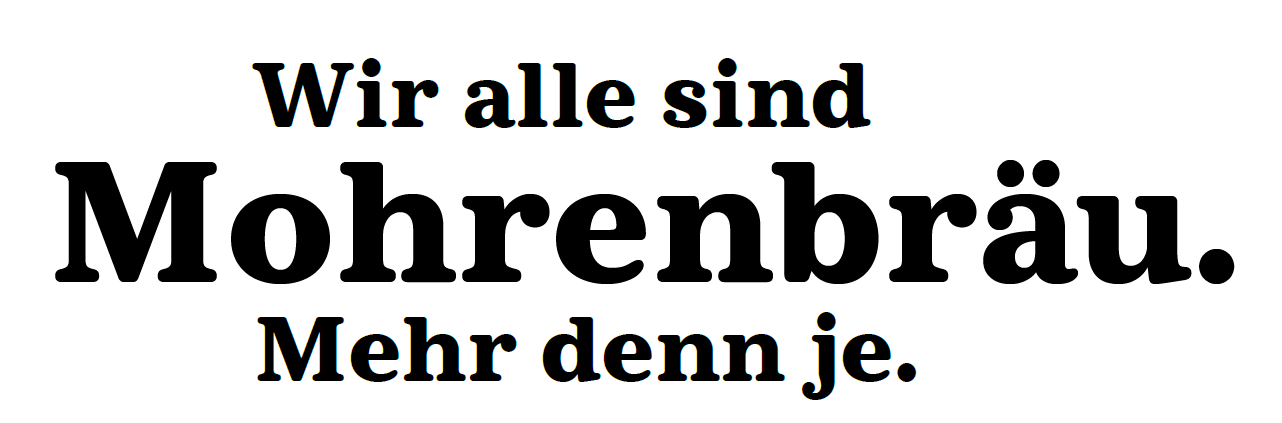 Wir alle sind
Mohrenbräu.
Mehr denn je.